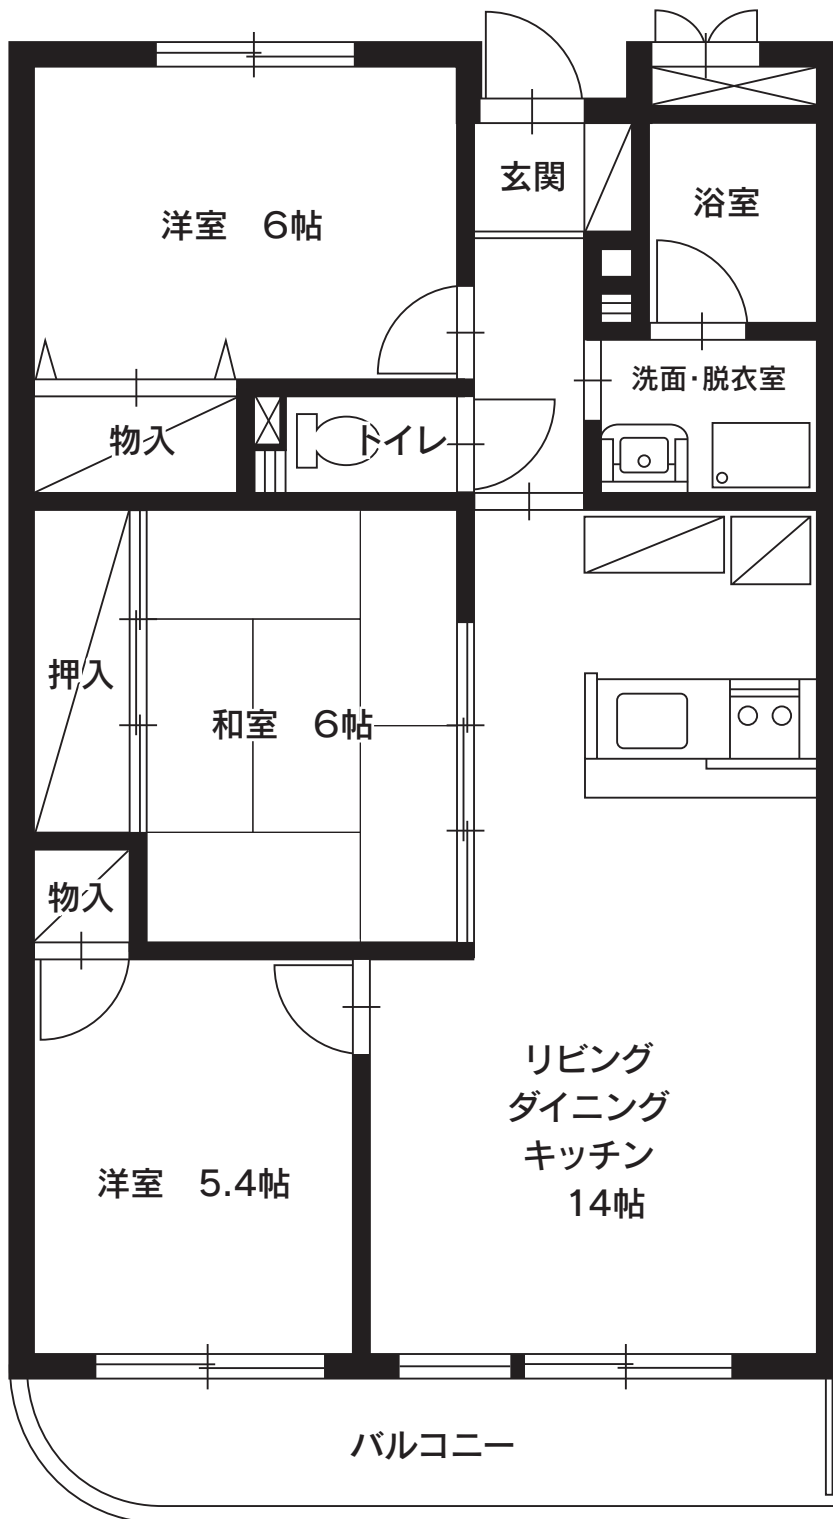 玄関
浴室
洋室　6帖
洗面・脱衣室
物入
トイレ
押入
和室　6帖
物入
リビング
ダイニング
キッチン
14帖
洋室　5.4帖
バルコニー